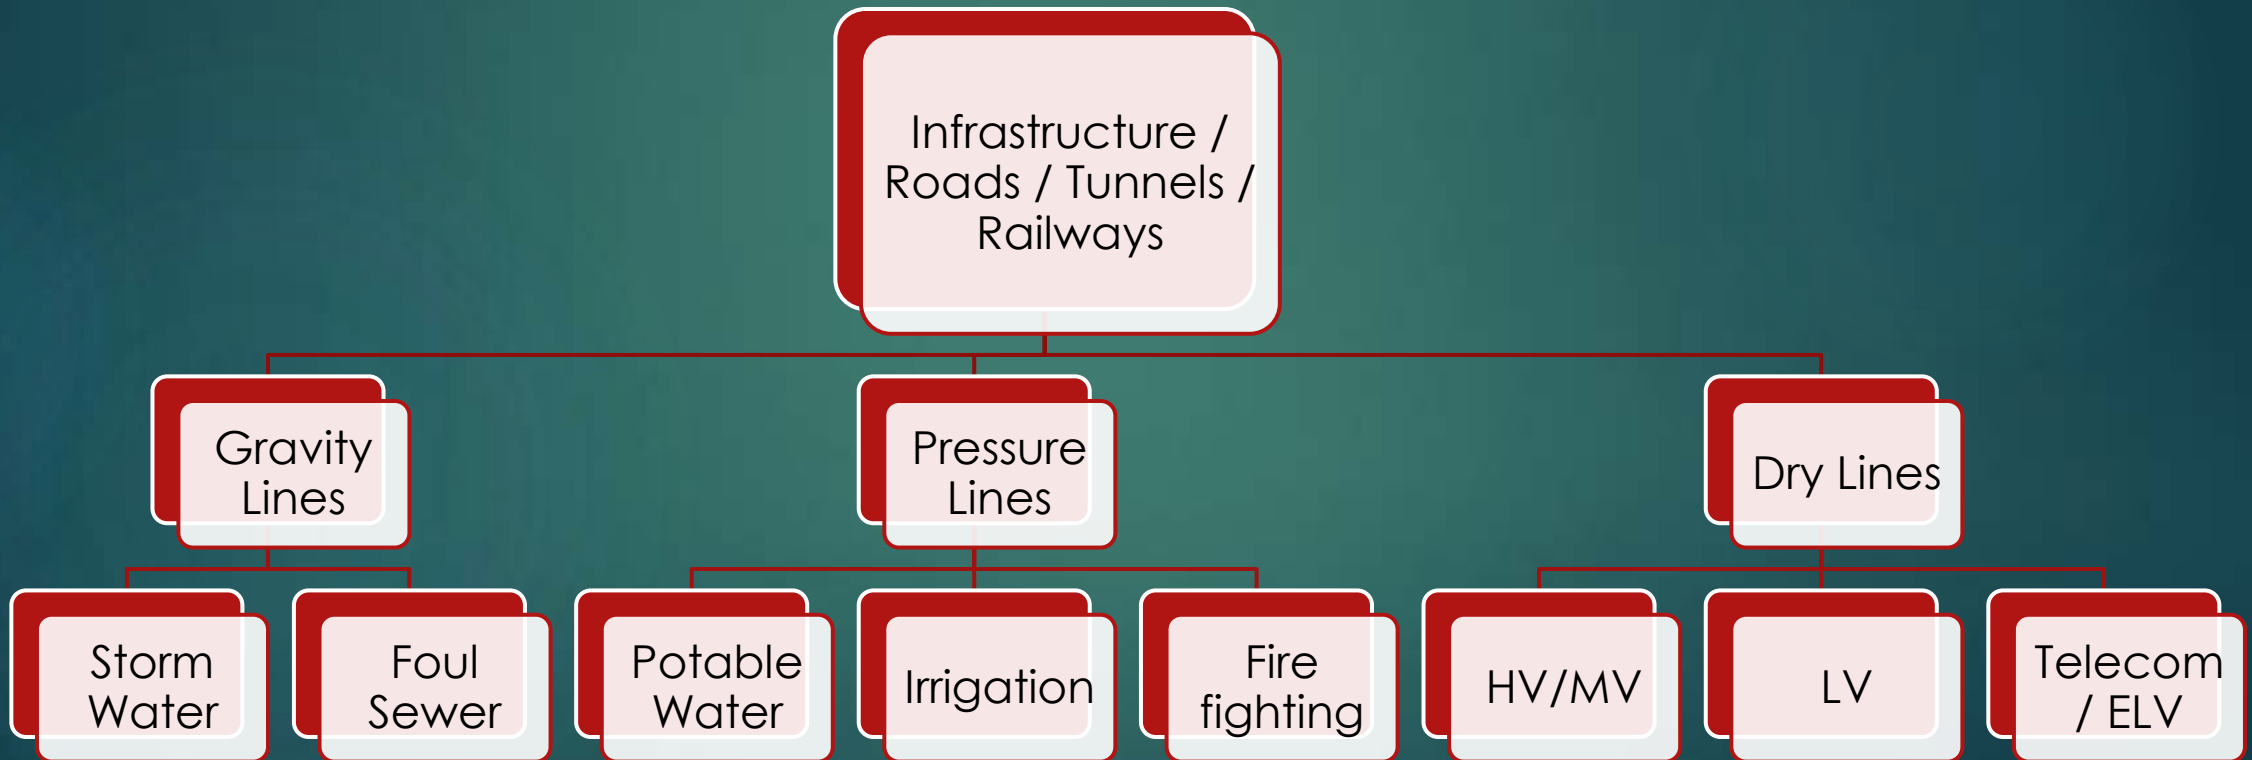 Infrastructure /
Roads / Tunnels /
Railways
Gravity
Lines
Pressure
Lines
Dry Lines
Storm
Water
Foul
Sewer
Potable
Water
Irrigation
Fire
fighting
HV/MV
LV
Telecom
/ ELV